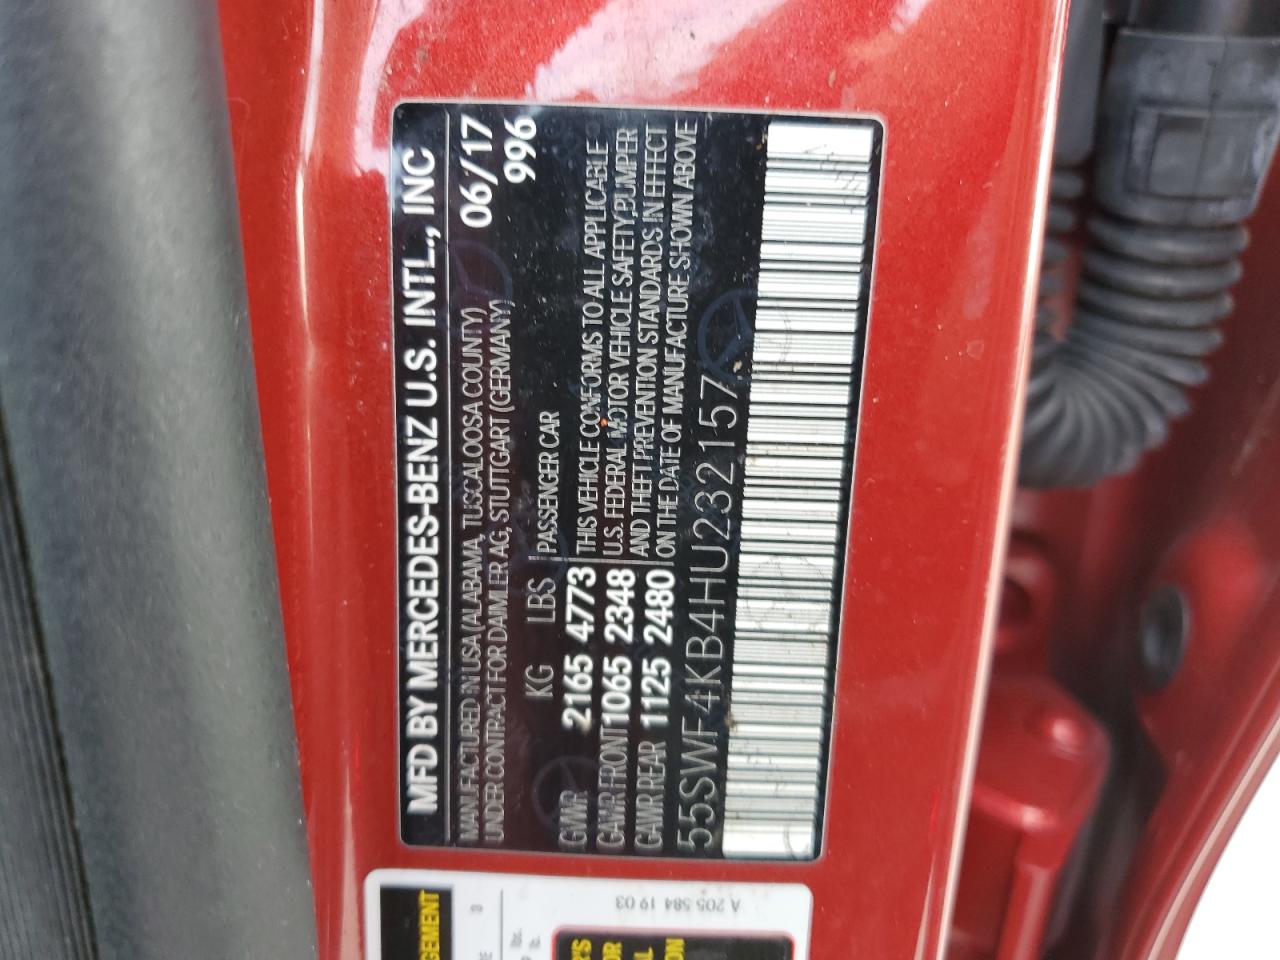 MFD BY MERCEDES-BENZ U.S. INTL., INC
MANUFACTURED IN USA (ALABAMA, TUSCALOOSA COUNTY) 06/17
UNDER CONTRACT FOR DAIMLER AG, STUTTGART (GERMANY) 996
KG LBS PASSENGER CAR
GWR 2165 4773 THIS VEHICLE CONFORMS TO ALL APPLICABLE
GAWR FRONT 1065 2348 U.S. FEDERAL MOTOR VEHICLE SAFETY, BUMPER
GAWR REAR 1125 2480 AND THEFT PREVENTION STANDARDS IN EFFECT
ON THE DATE OF MANUFACTURE SHOWN ABOVE
55SWF4KB4HU232157
GEMENT
3
A 205 584 19 03